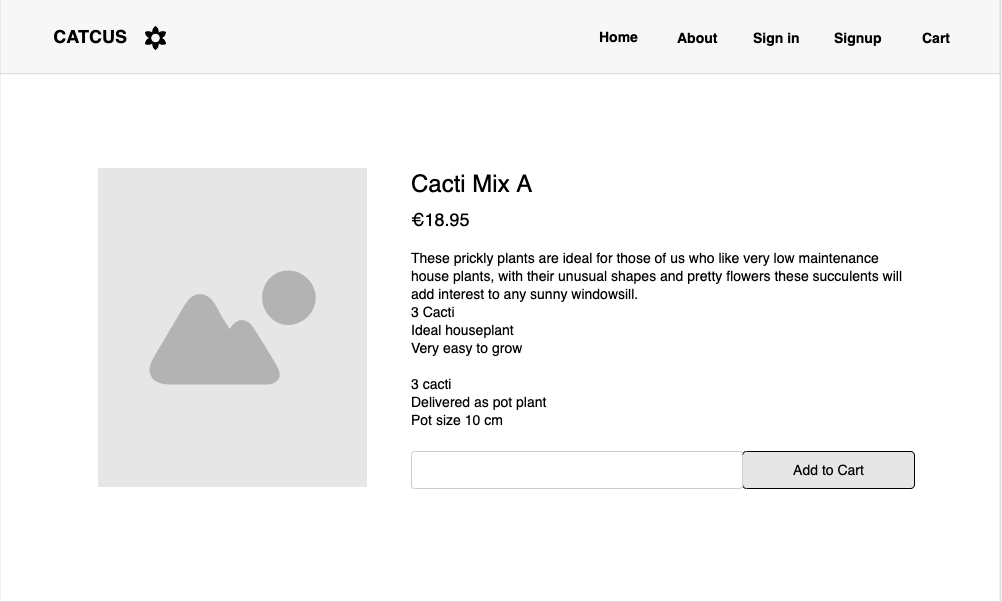 CATCUS
Home About Sign in Signup Cart
Cacti Mix A
€18.95
These prickly plants are ideal for those of us who like very low maintenance
house plants, with their unusual shapes and pretty flowers these succulents will
add interest to any sunny windowsill.
3 Cacti
Ideal houseplant
Very easy to grow
3 cacti
Delivered as pot plant
Pot size 10 cm
Add to Cart